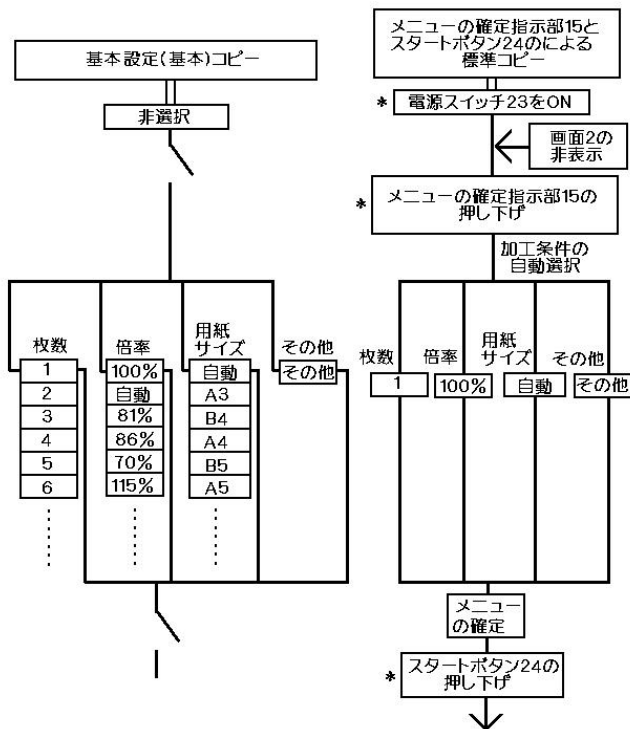 基本設定(基本)コピー
非選択
枚数
1
2
3
4
5
6
倍率
100%
自動
81%
86%
70%
115%
用紙
サイズ
自動
A3
B4
A4
B5
A5
その他
その他
メニューの確定指示部15と
スタートボタン24のによる
標準コピー
* 電源スイッチ23をON
画面2の
非表示
* メニューの確定指示部15の
押し下げ
加工条件の
自動選択
枚数
1
倍率
100%
用紙
サイズ
自動
その他
その他
メニュー
の確定
* スタートボタン24の
押し下げ